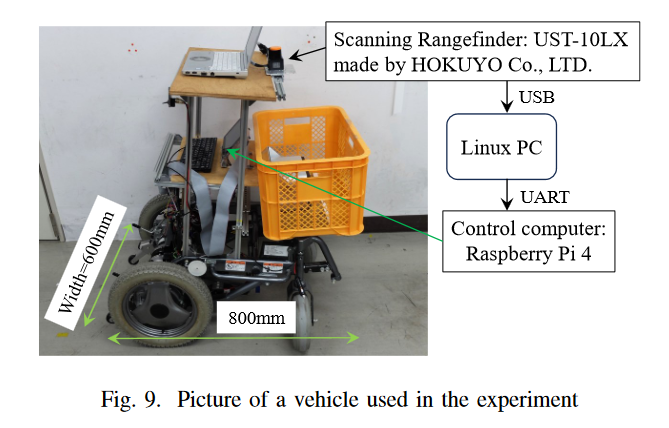 Scanning Rangefinder: UST-10LX
made by HOKUYO Co., LTD.
USB
Linux PC
UART
Control computer:
Raspberry Pi 4
Width=600mm
800mm
Fig. 9. Picture of a vehicle used in the experiment